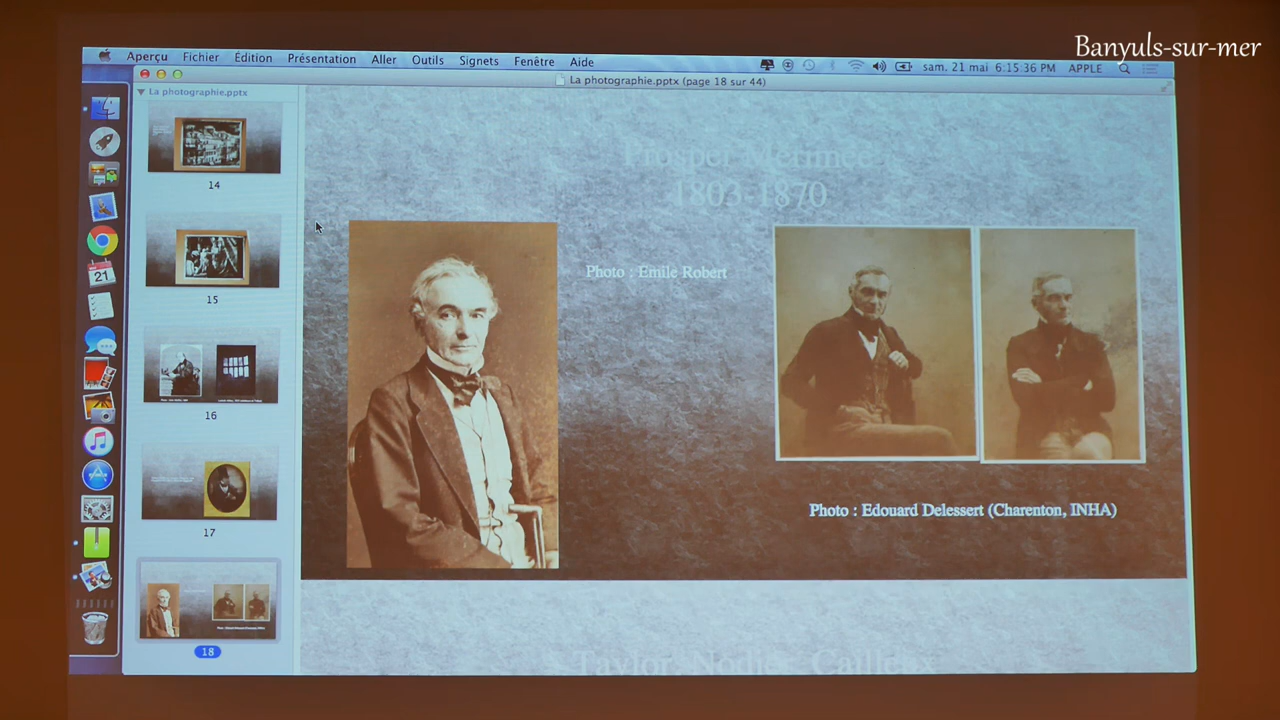 Banyuls-sur-mer
Aperçu Fichier Édition Présentation Aller Outils Signets Fenêtre Aide
sam. 21 mai 6:15:36 PM APPLE
La photographie.pptx (page 18 sur 44)
La photographie.pptx
14
15
16
17
18
21
1803-1870
Photo : Emile Robert
Photo : Edouard Delessert (Charenton, INHA)
Taylor, Nodier, Cailleux